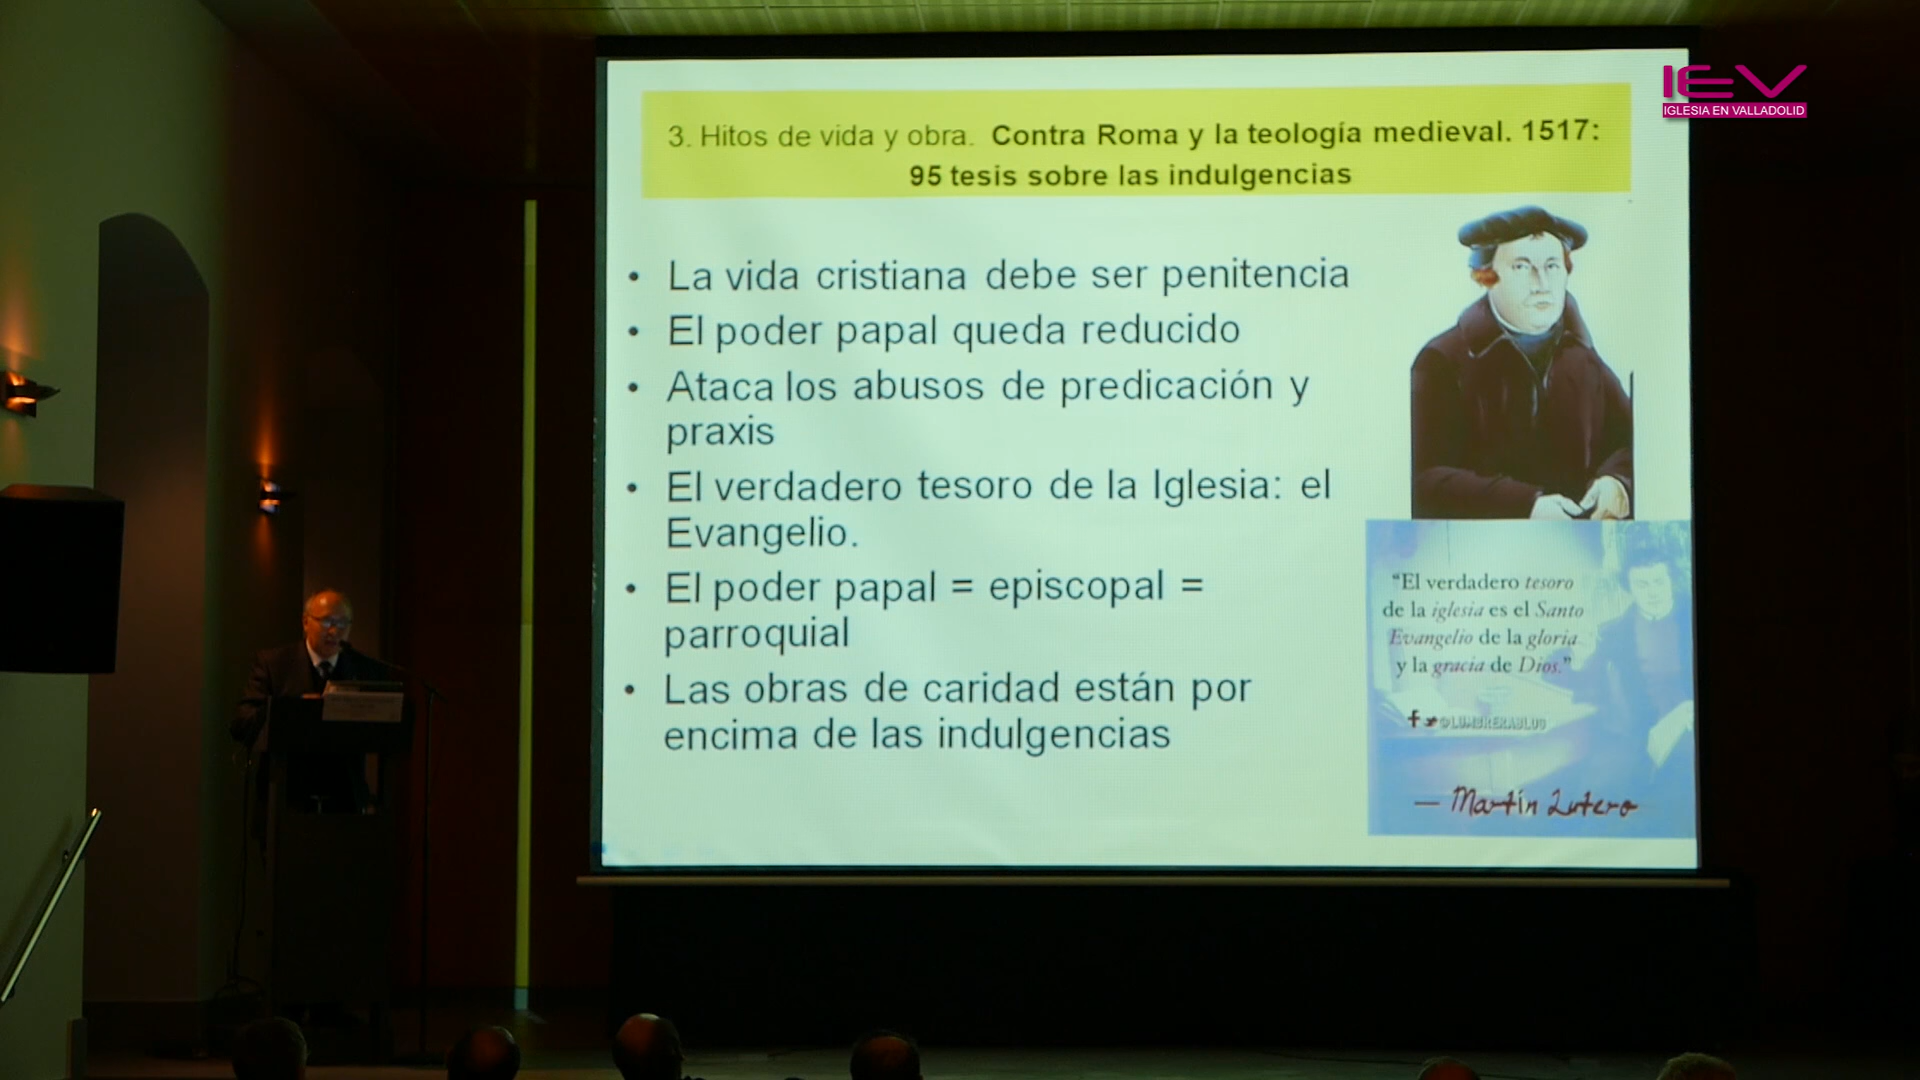 IEV
IGLESIA EN VALLADOLID
3. Hitos de vida y obra. Contra Roma y la teología medieval. 1517:
95 tesis sobre las indulgencias
• La vida cristiana debe ser penitencia
• El poder papal queda reducido
• Ataca los abusos de predicación y
praxis
• El verdadero tesoro de la Iglesia: el
Evangelio.
• El poder papal = episcopal =
parroquial
• Las obras de caridad están por
encima de las indulgencias
“El verdadero tesoro
de la iglesia es el Santo
Evangelio de la gloria
y la gracia de Dios.”
@LUMBRERABLOG
— Martín Lutero